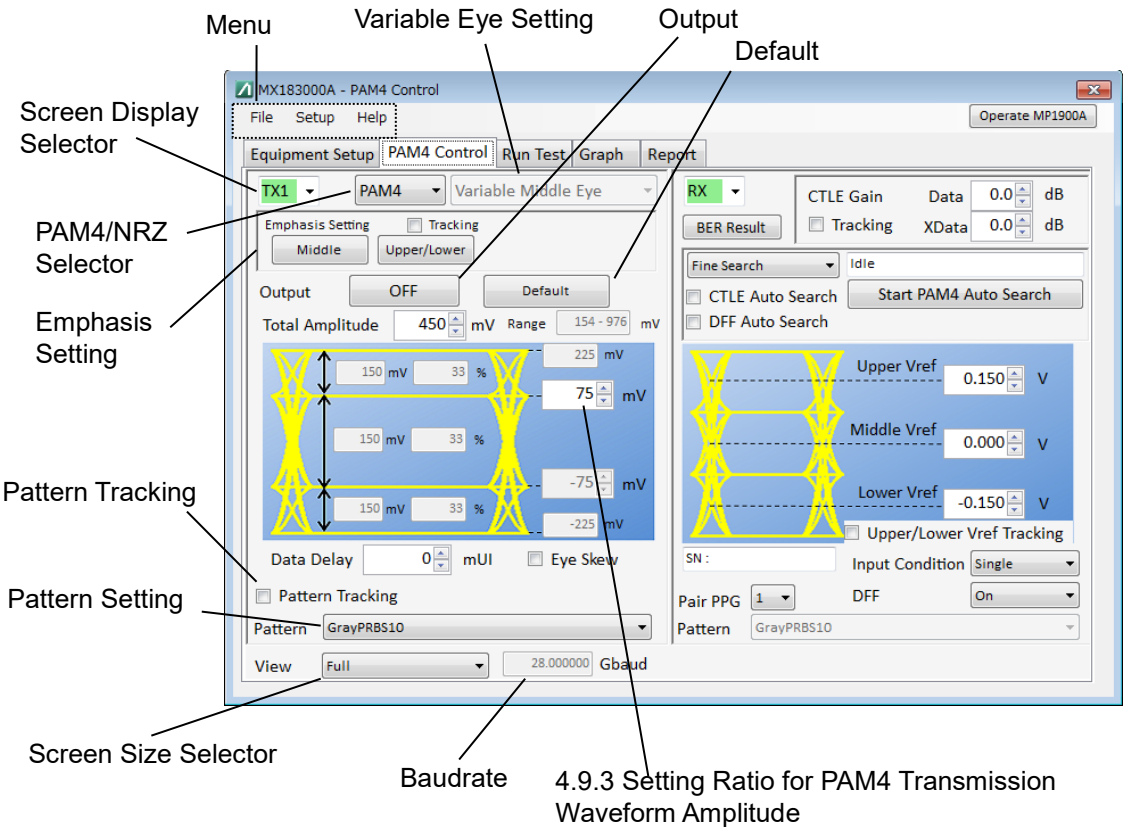 Menu
Variable Eye Setting
Output
Default
Screen Display
Selector
PAM4/NRZ
Selector
Emphasis
Setting
Pattern Tracking
Pattern Setting
Screen Size Selector
Baudrate
4.9.3 Setting Ratio for PAM4 Transmission
Waveform Amplitude
MX183000A - PAM4 Control
File Setup Help
Operate MP1900A
Equipment Setup PAM4 Control Run Test Graph Report
TX1 PAM4 Variable Middle Eye
Emphasis Setting Tracking
Middle Upper/Lower
Output OFF Default
Total Amplitude 450 mV Range 154 - 976 mV
225 mV
150 mV 33 %
75 mV
150 mV 33 %
-75 mV
150 mV 33 %
-225 mV
Data Delay 0 mUI Eye Skew
Pattern Tracking
Pattern GrayPRBS10
View Full 28.000000 Gbaud
RX
CTLE Gain Data 0.0 dB
BER Result Tracking XData 0.0 dB
Fine Search Idle
CTLE Auto Search Start PAM4 Auto Search
DFF Auto Search
Upper Vref 0.150 V
Middle Vref 0.000 V
Lower Vref -0.150 V
Upper/Lower Vref Tracking
SN : Input Condition Single
Pair PPG 1 DFF On
Pattern GrayPRBS10